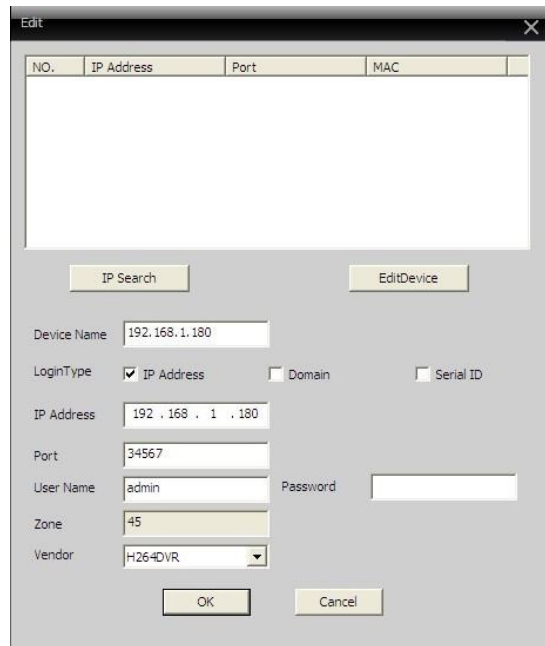 Edit
NO. IP Address Port MAC
IP Search EditDevice
Device Name 192.168.1.180
LoginType IP Address Domain Serial ID
IP Address 192 . 168 . 1 . 180
Port 34567
User Name admin Password
Zone 45
Vendor H264DVR
OK Cancel